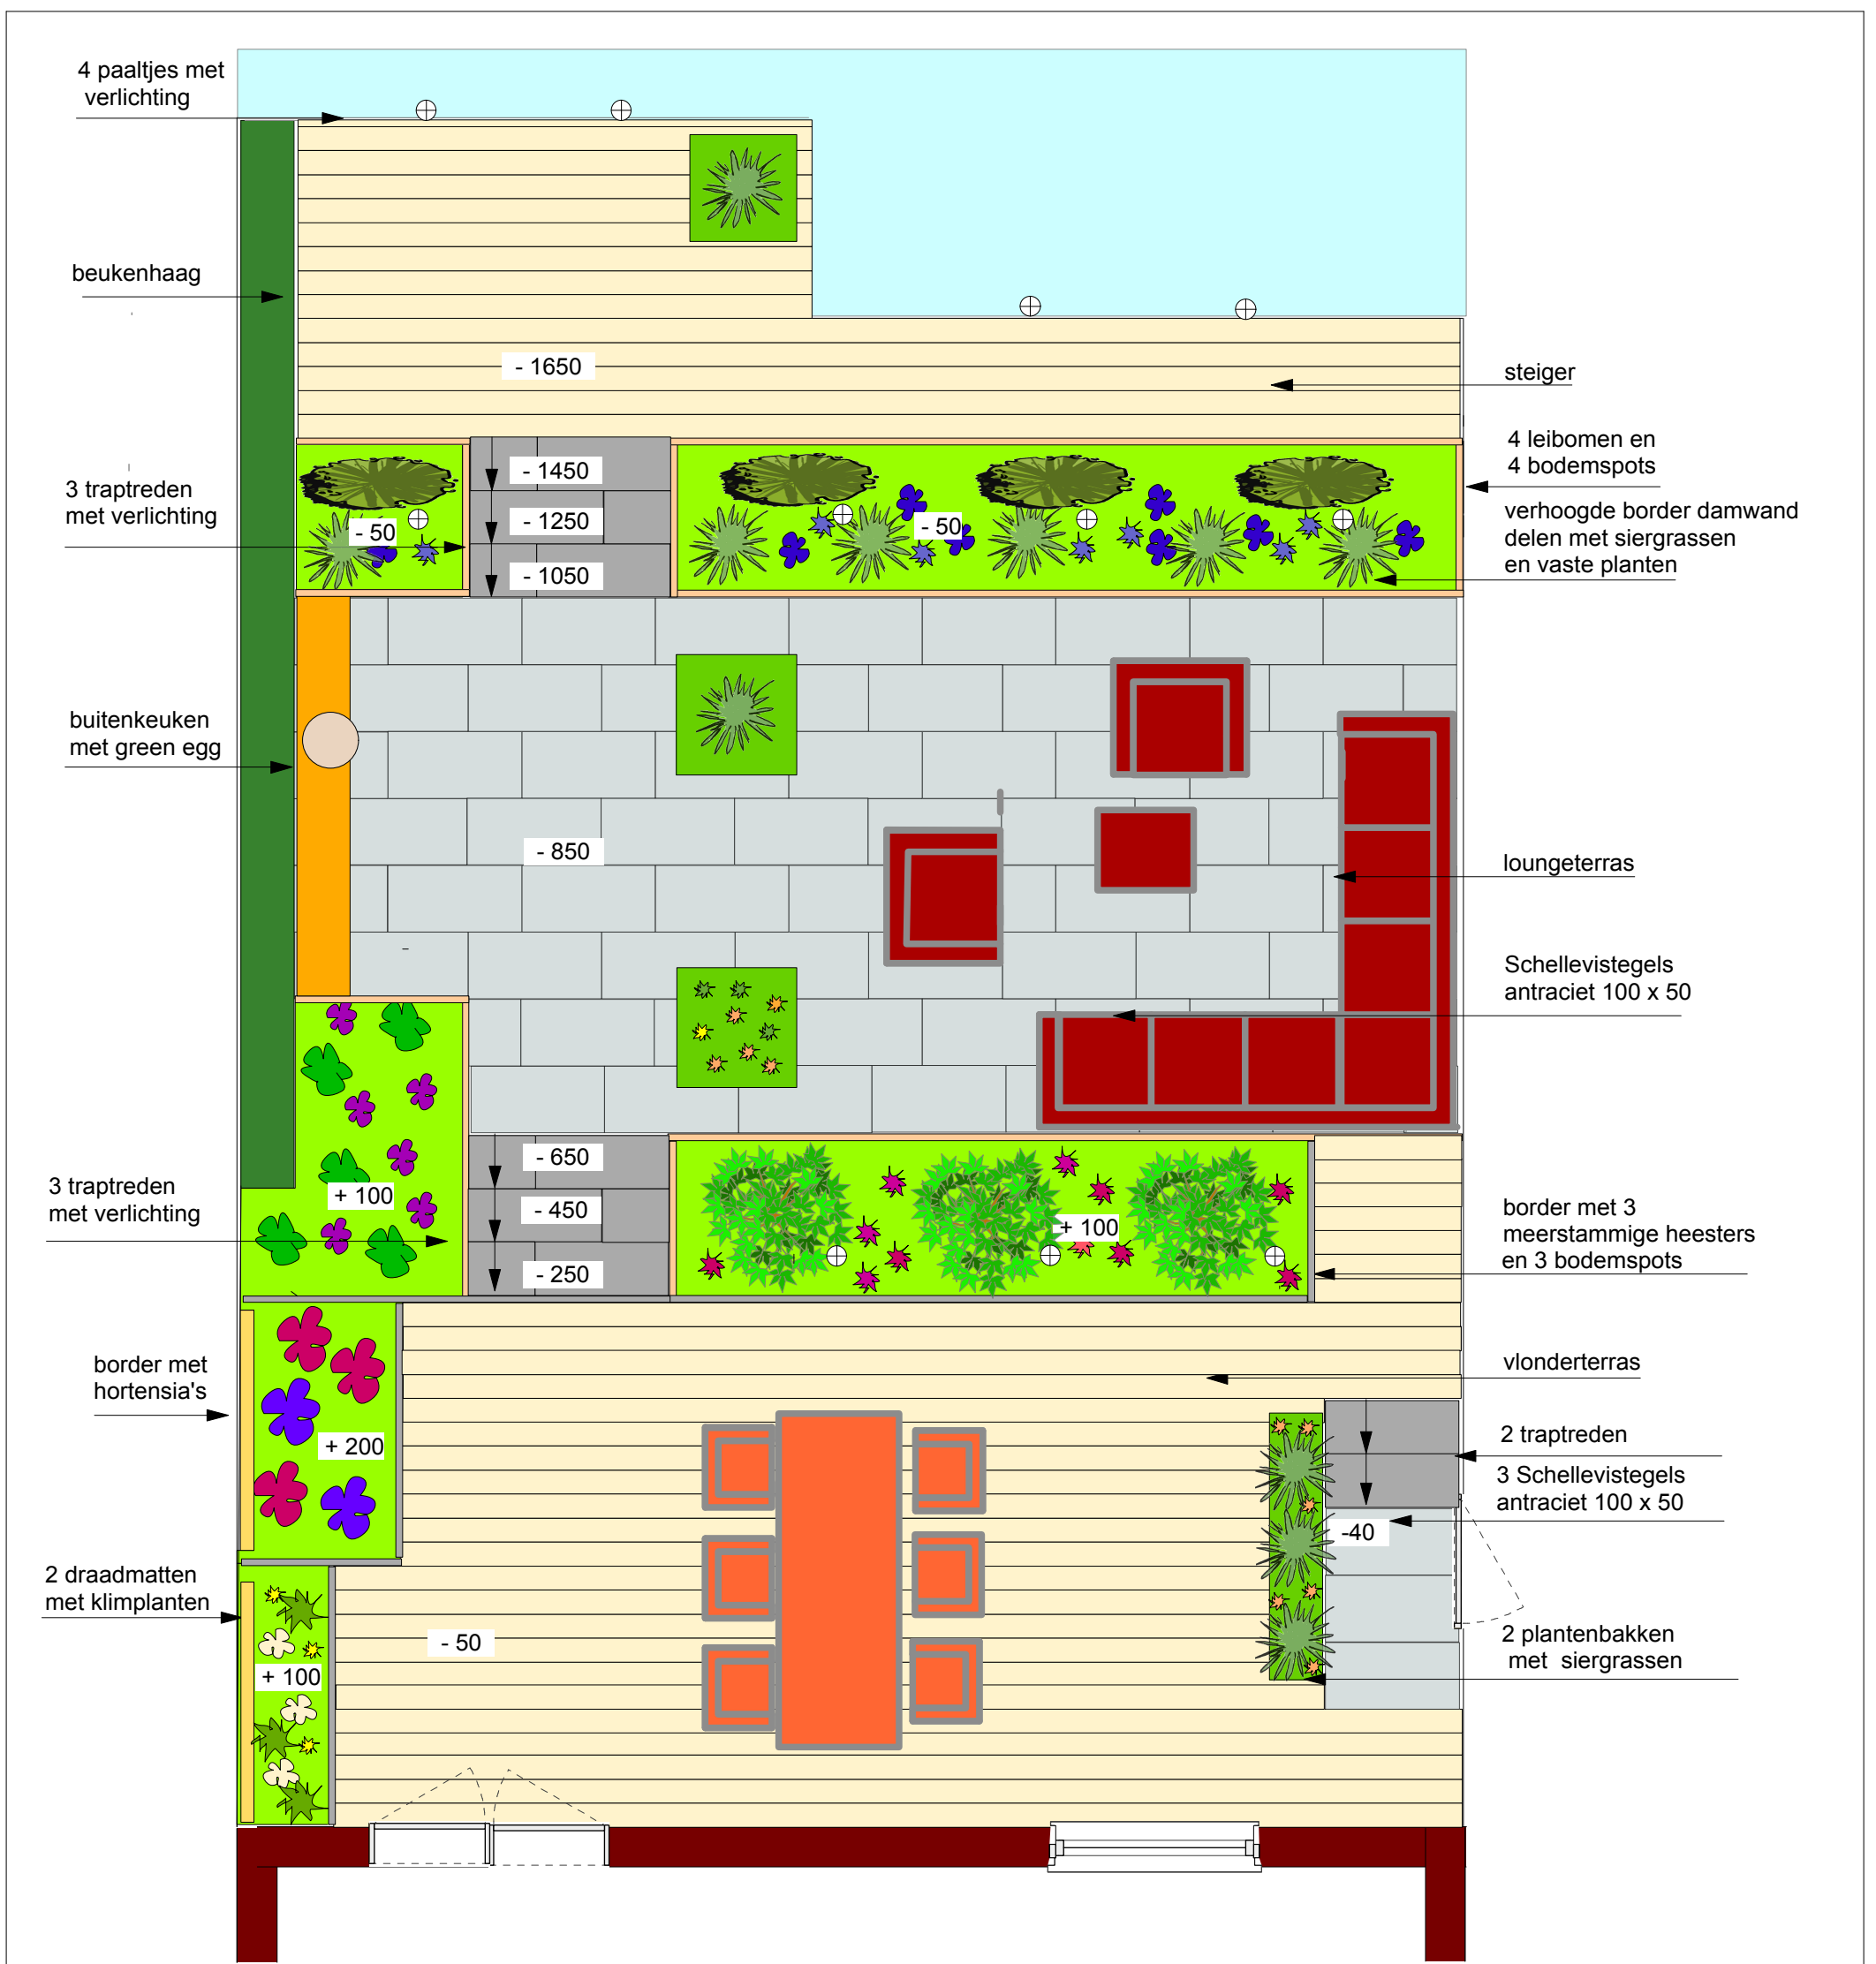 4 paaltjes met
verlichting
beukenhaag
- 1650
steiger
4 leibomen en
4 bodemspots
3 traptreden
met verlichting
- 1450
- 1250
- 1050
- 50
- 50
verhoogde border damwand
delen met siergrassen
en vaste planten
buitenkeuken
met green egg
- 850
loungeterras
Schellevistegels
antraciet 100 x 50
3 traptreden
met verlichting
+ 100
- 650
- 450
- 250
+ 100
border met 3
meerstammige heesters
en 3 bodemspots
border met
hortensia's
+ 200
vlonderterras
2 traptreden
3 Schellevistegels
antraciet 100 x 50
-40
2 draadmatten
met klimplanten
+ 100
- 50
2 plantenbakken
met siergrassen